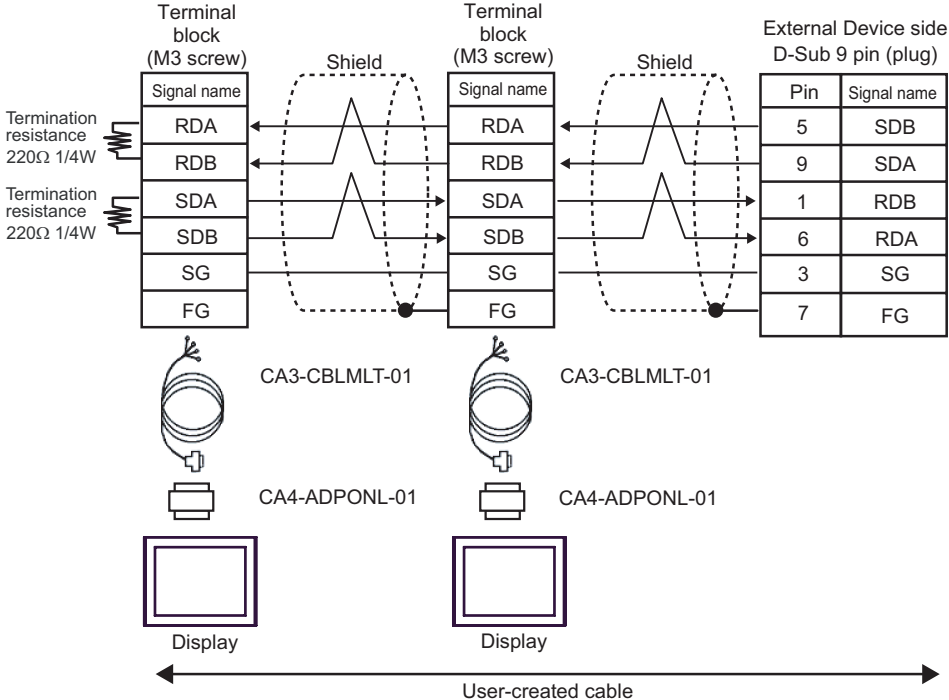 Terminal
block
(M3 screw)
Terminal
block
(M3 screw)
External Device side
D-Sub 9 pin (plug)
Shield
Shield
Signal name
Signal name
Pin
Signal name
Termination
resistance
220Ω 1/4W
RDA
RDA
5
SDB
RDB
RDB
9
SDA
Termination
resistance
220Ω 1/4W
SDA
SDA
1
RDB
SDB
SDB
6
RDA
SG
SG
3
SG
FG
FG
7
FG
CA3-CBLMLT-01
CA3-CBLMLT-01
CA4-ADPONL-01
CA4-ADPONL-01
Display
Display
User-created cable